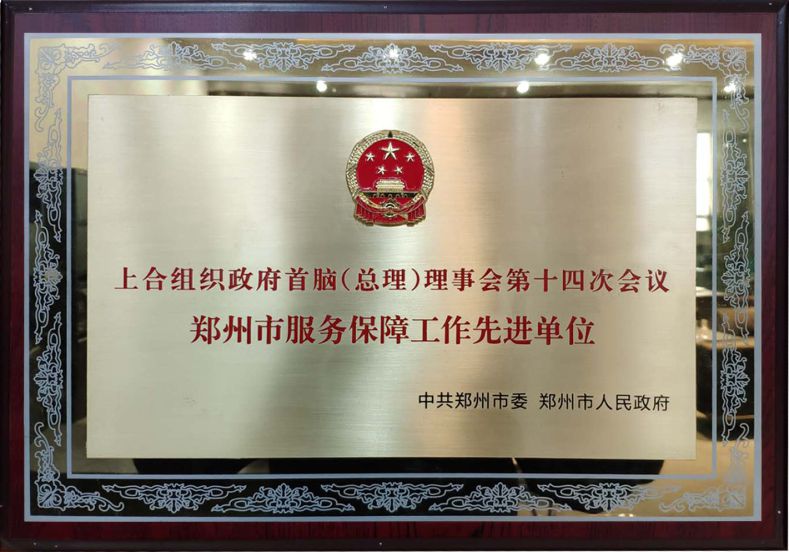 上合组织政府首脑(总理)理事会第十四次会议
郑州市服务保障工作先进单位
中共郑州市委 郑州市人民政府